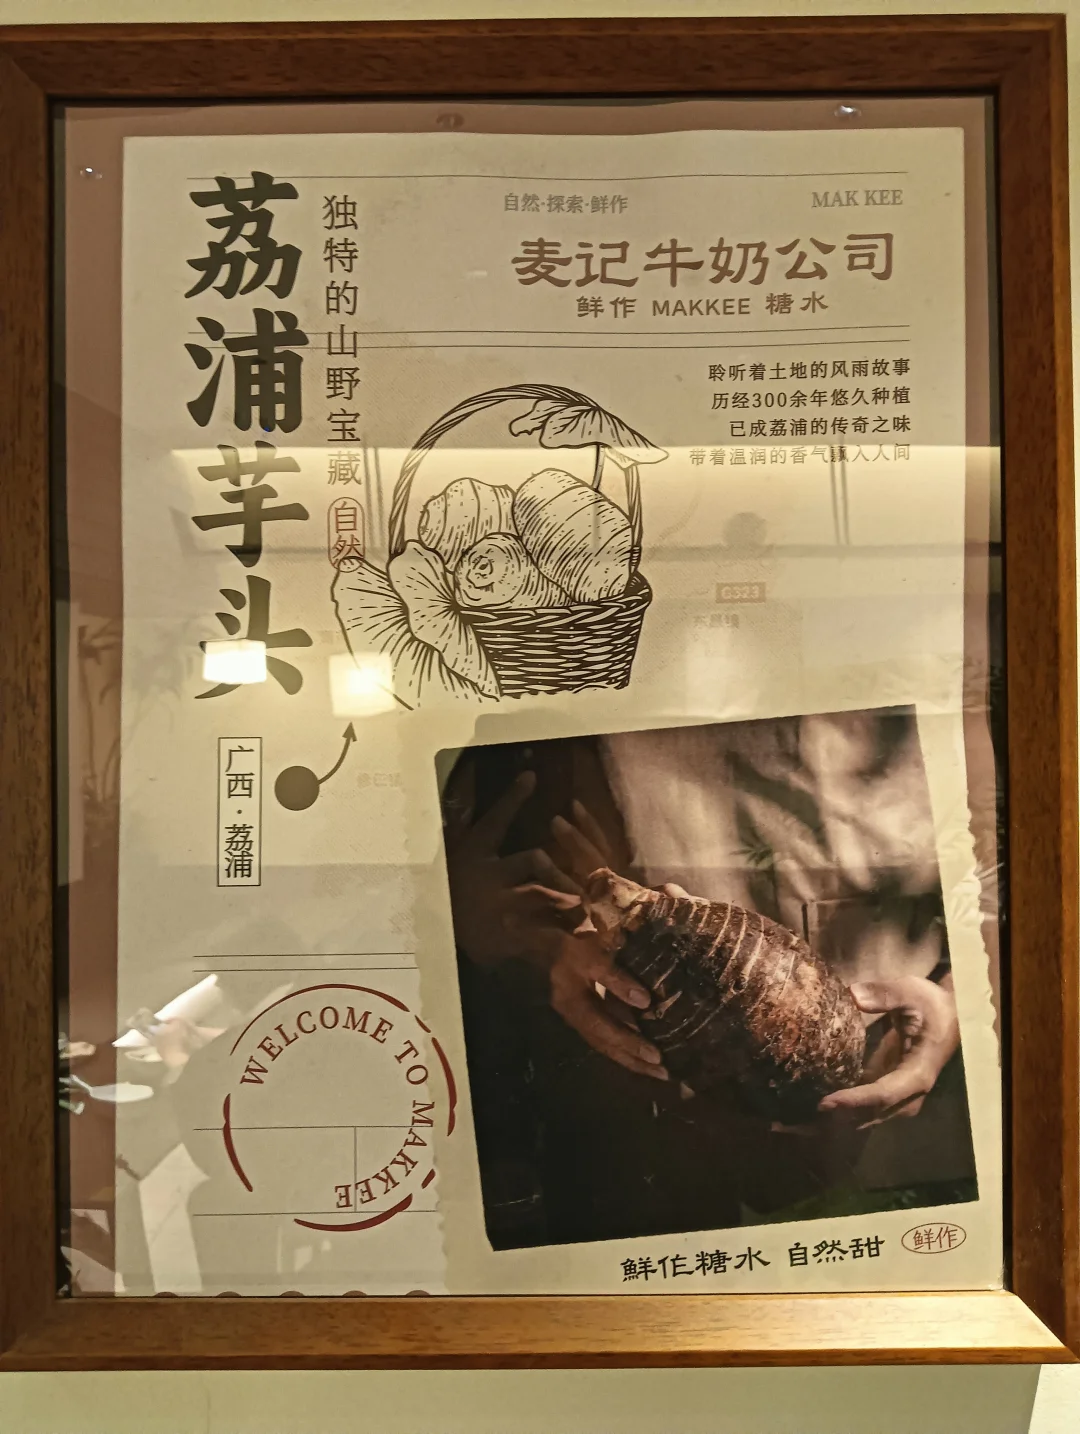 荔浦芋头
独特的山野宝藏
自然
自然·探索·鲜作
MAK KEE
麦记牛奶公司
鲜作 MAKKEE 糖水
聆听着土地的风雨故事
历经300余年悠久种植
已成荔浦的传奇之味
带着温润的香气飘入人间
G323
广西·荔浦
WELCOME TO MAKKEE
鲜作糖水 自然甜
鲜作